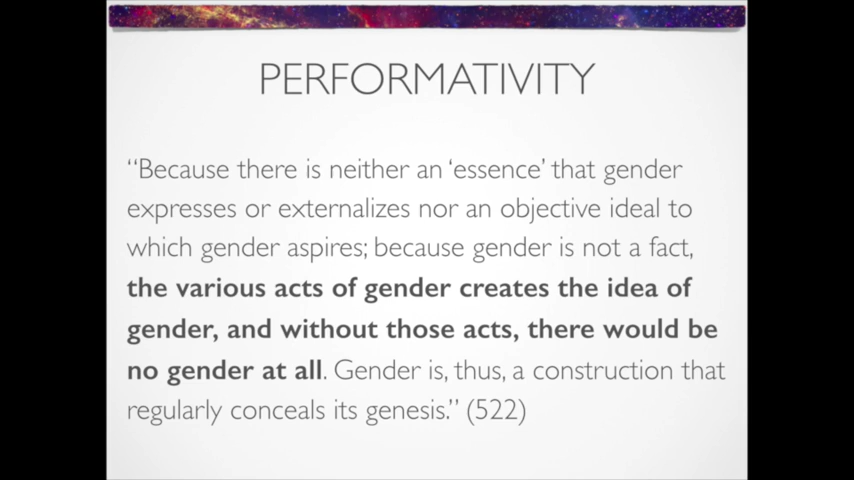 PERFORMATIVITY
“Because there is neither an ‘essence’ that gender
expresses or externalizes nor an objective ideal to
which gender aspires; because gender is not a fact,
the various acts of gender creates the idea of
gender, and without those acts, there would be
no gender at all. Gender is, thus, a construction that
regularly conceals its genesis.” (522)